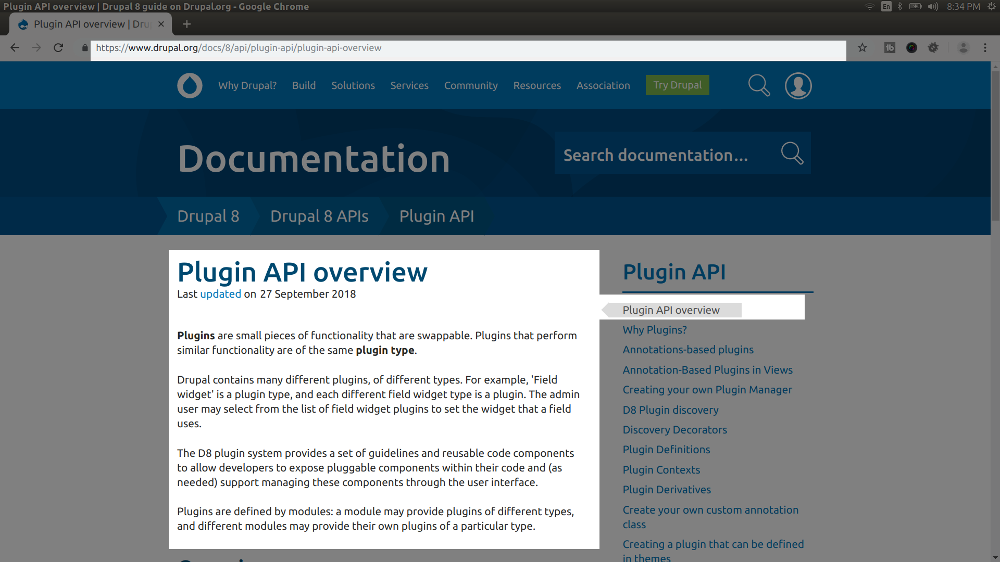 Plugin API overview | Drupal 8 guide on Drupal.org - Google Chrome
En
8:34 PM
Plugin API overview | Dru
https://www.drupal.org/docs/8/api/plugin-api/plugin-api-overview
Why Drupal?
Build
Solutions
Services
Community
Resources
Association
Try Drupal
Documentation
Search documentation...
Drupal 8
Drupal 8 APIs
Plugin API
Plugin API overview
Last updated on 27 September 2018
Plugins are small pieces of functionality that are swappable. Plugins that perform
similar functionality are of the same plugin type.
Drupal contains many different plugins, of different types. For example, 'Field
widget' is a plugin type, and each different field widget type is a plugin. The admin
user may select from the list of field widget plugins to set the widget that a field
uses.
The D8 plugin system provides a set of guidelines and reusable code components
to allow developers to expose pluggable components within their code and (as
needed) support managing these components through the user interface.
Plugins are defined by modules: a module may provide plugins of different types,
and different modules may provide their own plugins of a particular type.
Plugin API
Plugin API overview
Why Plugins?
Annotations-based plugins
Annotation-Based Plugins in Views
Creating your own Plugin Manager
D8 Plugin discovery
Discovery Decorators
Plugin Definitions
Plugin Contexts
Plugin Derivatives
Create your own custom annotation
class
Creating a plugin that can be defined
in themes